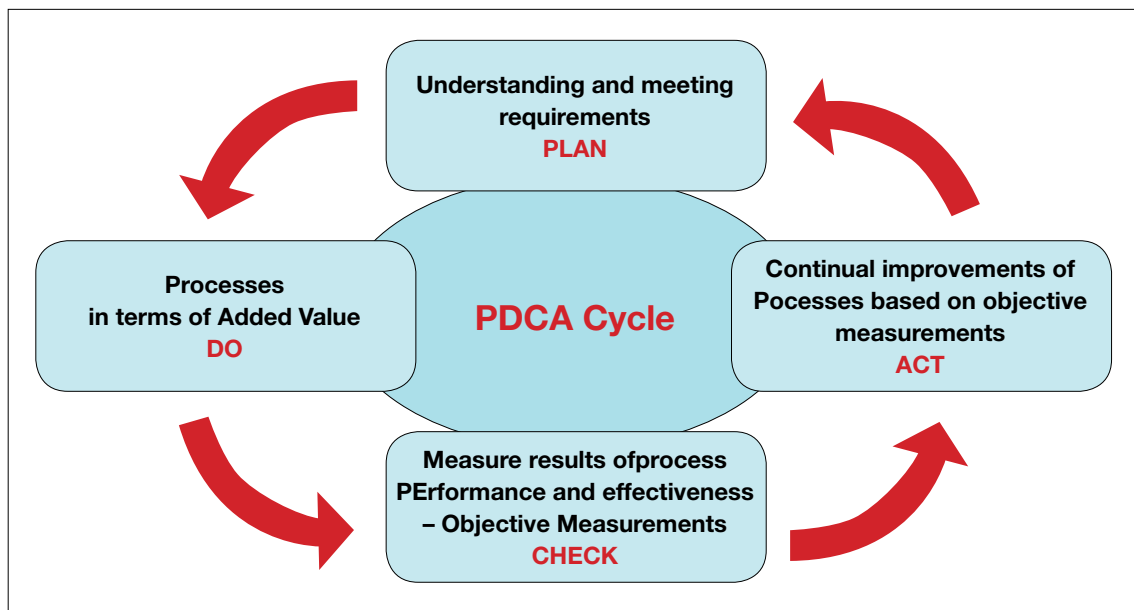 Understanding and meeting
requirements
PLAN
Processes
in terms of Added Value
DO
PDCA Cycle
Continual improvements of
Pocesses based on objective
measurements
ACT
Measure results ofprocess
PErformance and effectiveness
– Objective Measurements
CHECK